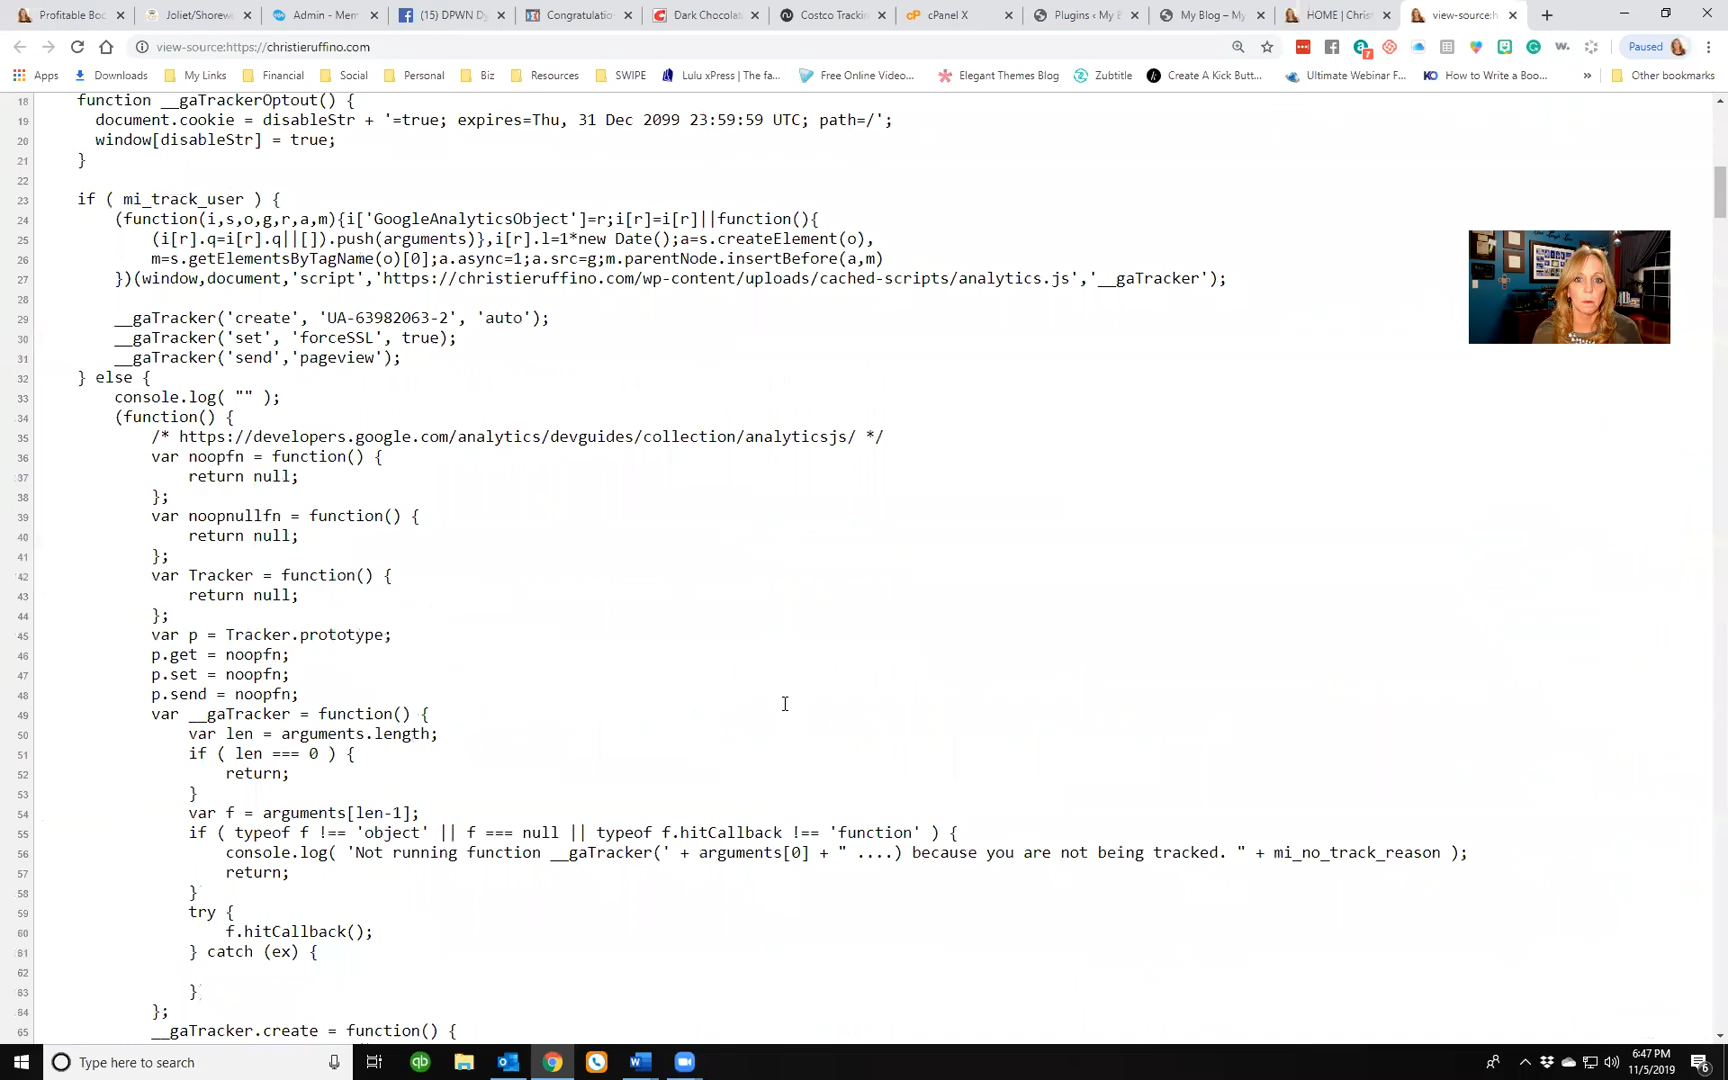 Profitable Boc
Joliet/Shorew
Admin - Mem
(15) DPWN Dy
Congratulatio
Dark Chocolat
Costco Trackin
cPanel X
Plugins ‹ My B
My Blog – My
HOME | Christ
view-source:h
view-source:https://christieruffino.com
Paused
Apps
Downloads
My Links
Financial
Social
Personal
Biz
Resources
SWIPE
Lulu xPress | The fa...
Free Online Video...
Elegant Themes Blog
Zubtitle
Create A Kick Butt...
Ultimate Webinar F...
How to Write a Boo...
»
Other bookmarks
18 function __gaTrackerOptout() {
19 document.cookie = disableStr + '=true; expires=Thu, 31 Dec 2099 23:59:59 UTC; path=/';
20 window[disableStr] = true;
21 }
22
23 if ( mi_track_user ) {
24 (function(i,s,o,g,r,a,m){i['GoogleAnalyticsObject']=r;i[r]=i[r]||function(){
25 (i[r].q=i[r].q||[]).push(arguments)},i[r].l=1*new Date();a=s.createElement(o),
26 m=s.getElementsByTagName(o)[0];a.async=1;a.src=g;m.parentNode.insertBefore(a,m)
27 })(window,document,'script','https://christieruffino.com/wp-content/uploads/cached-scripts/analytics.js','__gaTracker');
28
29 __gaTracker('create', 'UA-63982063-2', 'auto');
30 __gaTracker('set', 'forceSSL', true);
31 __gaTracker('send','pageview');
32 } else {
33 console.log( "" );
34 (function() {
35 /* https://developers.google.com/analytics/devguides/collection/analyticsjs/ */
36 var noopfn = function() {
37 return null;
38 };
39 var noopnullfn = function() {
40 return null;
41 };
42 var Tracker = function() {
43 return null;
44 };
45 var p = Tracker.prototype;
46 p.get = noopfn;
47 p.set = noopfn;
48 p.send = noopfn;
49 var __gaTracker = function() {
50 var len = arguments.length;
51 if ( len === 0 ) {
52 return;
53 }
54 var f = arguments[len-1];
55 if ( typeof f !== 'object' || f === null || typeof f.hitCallback !== 'function' ) {
56 console.log( 'Not running function __gaTracker(' + arguments[0] + " ....) because you are not being tracked. " + mi_no_track_reason );
57 return;
58 }
59 try {
60 f.hitCallback();
61 } catch (ex) {
62
63 }
64 };
65 __gaTracker.create = function() {
Type here to search
6:47 PM
11/5/2019
6